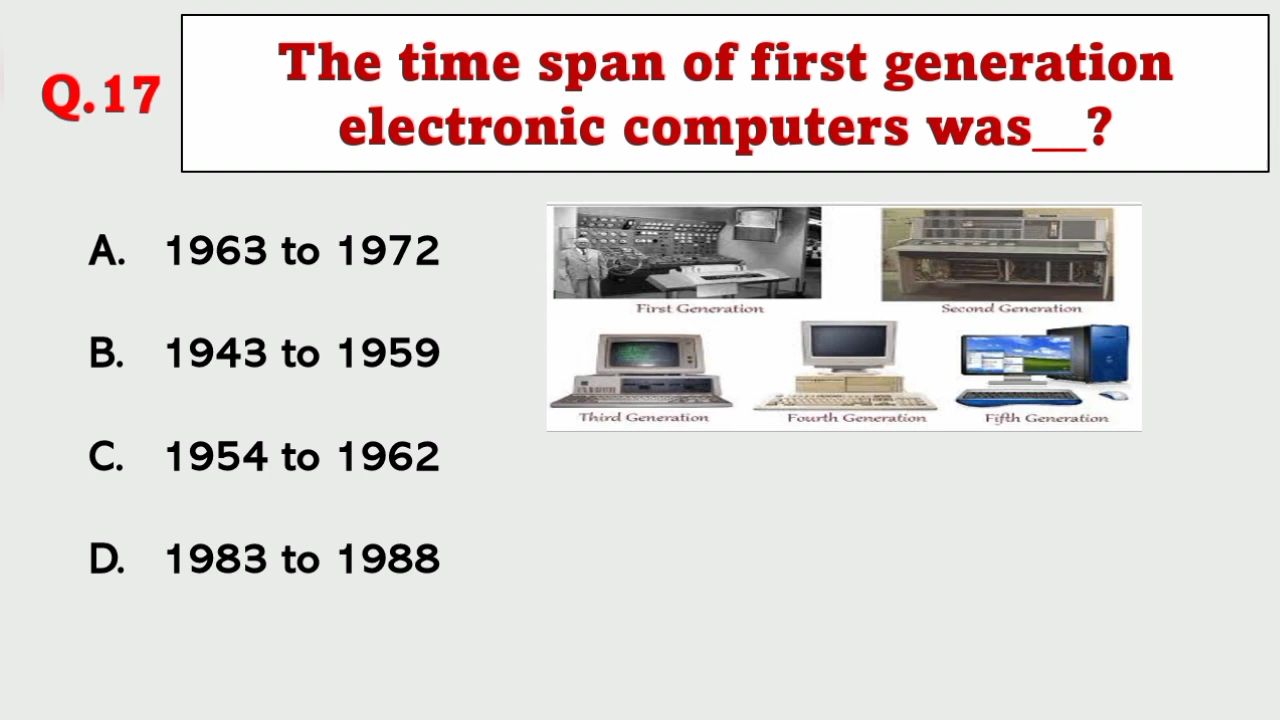 Q.17
The time span of first generation
electronic computers was__?
A. 1963 to 1972
B. 1943 to 1959
C. 1954 to 1962
D. 1983 to 1988
First Generation
Second Generation
Third Generation
Fourth Generation
Fifth Generation